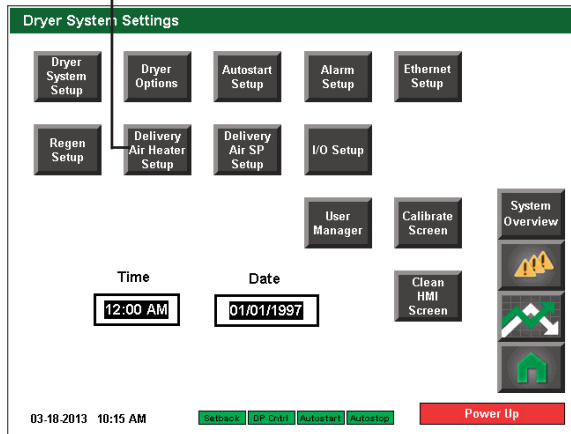 Dryer System Settings
Dryer
System
Setup
Dryer
Options
Autostart
Setup
Alarm
Setup
Ethernet
Setup
Regen
Setup
Delivery
Air Heater
Setup
Delivery
Air SP
Setup
I/O Setup
User
Manager
Calibrate
Screen
System
Overview
Time
Date
12:00 AM
01/01/1997
Clean
HMI
Screen
03-18-2013 10:15 AM
Setback
DP Cntrl
Autostart
Autostop
Power Up